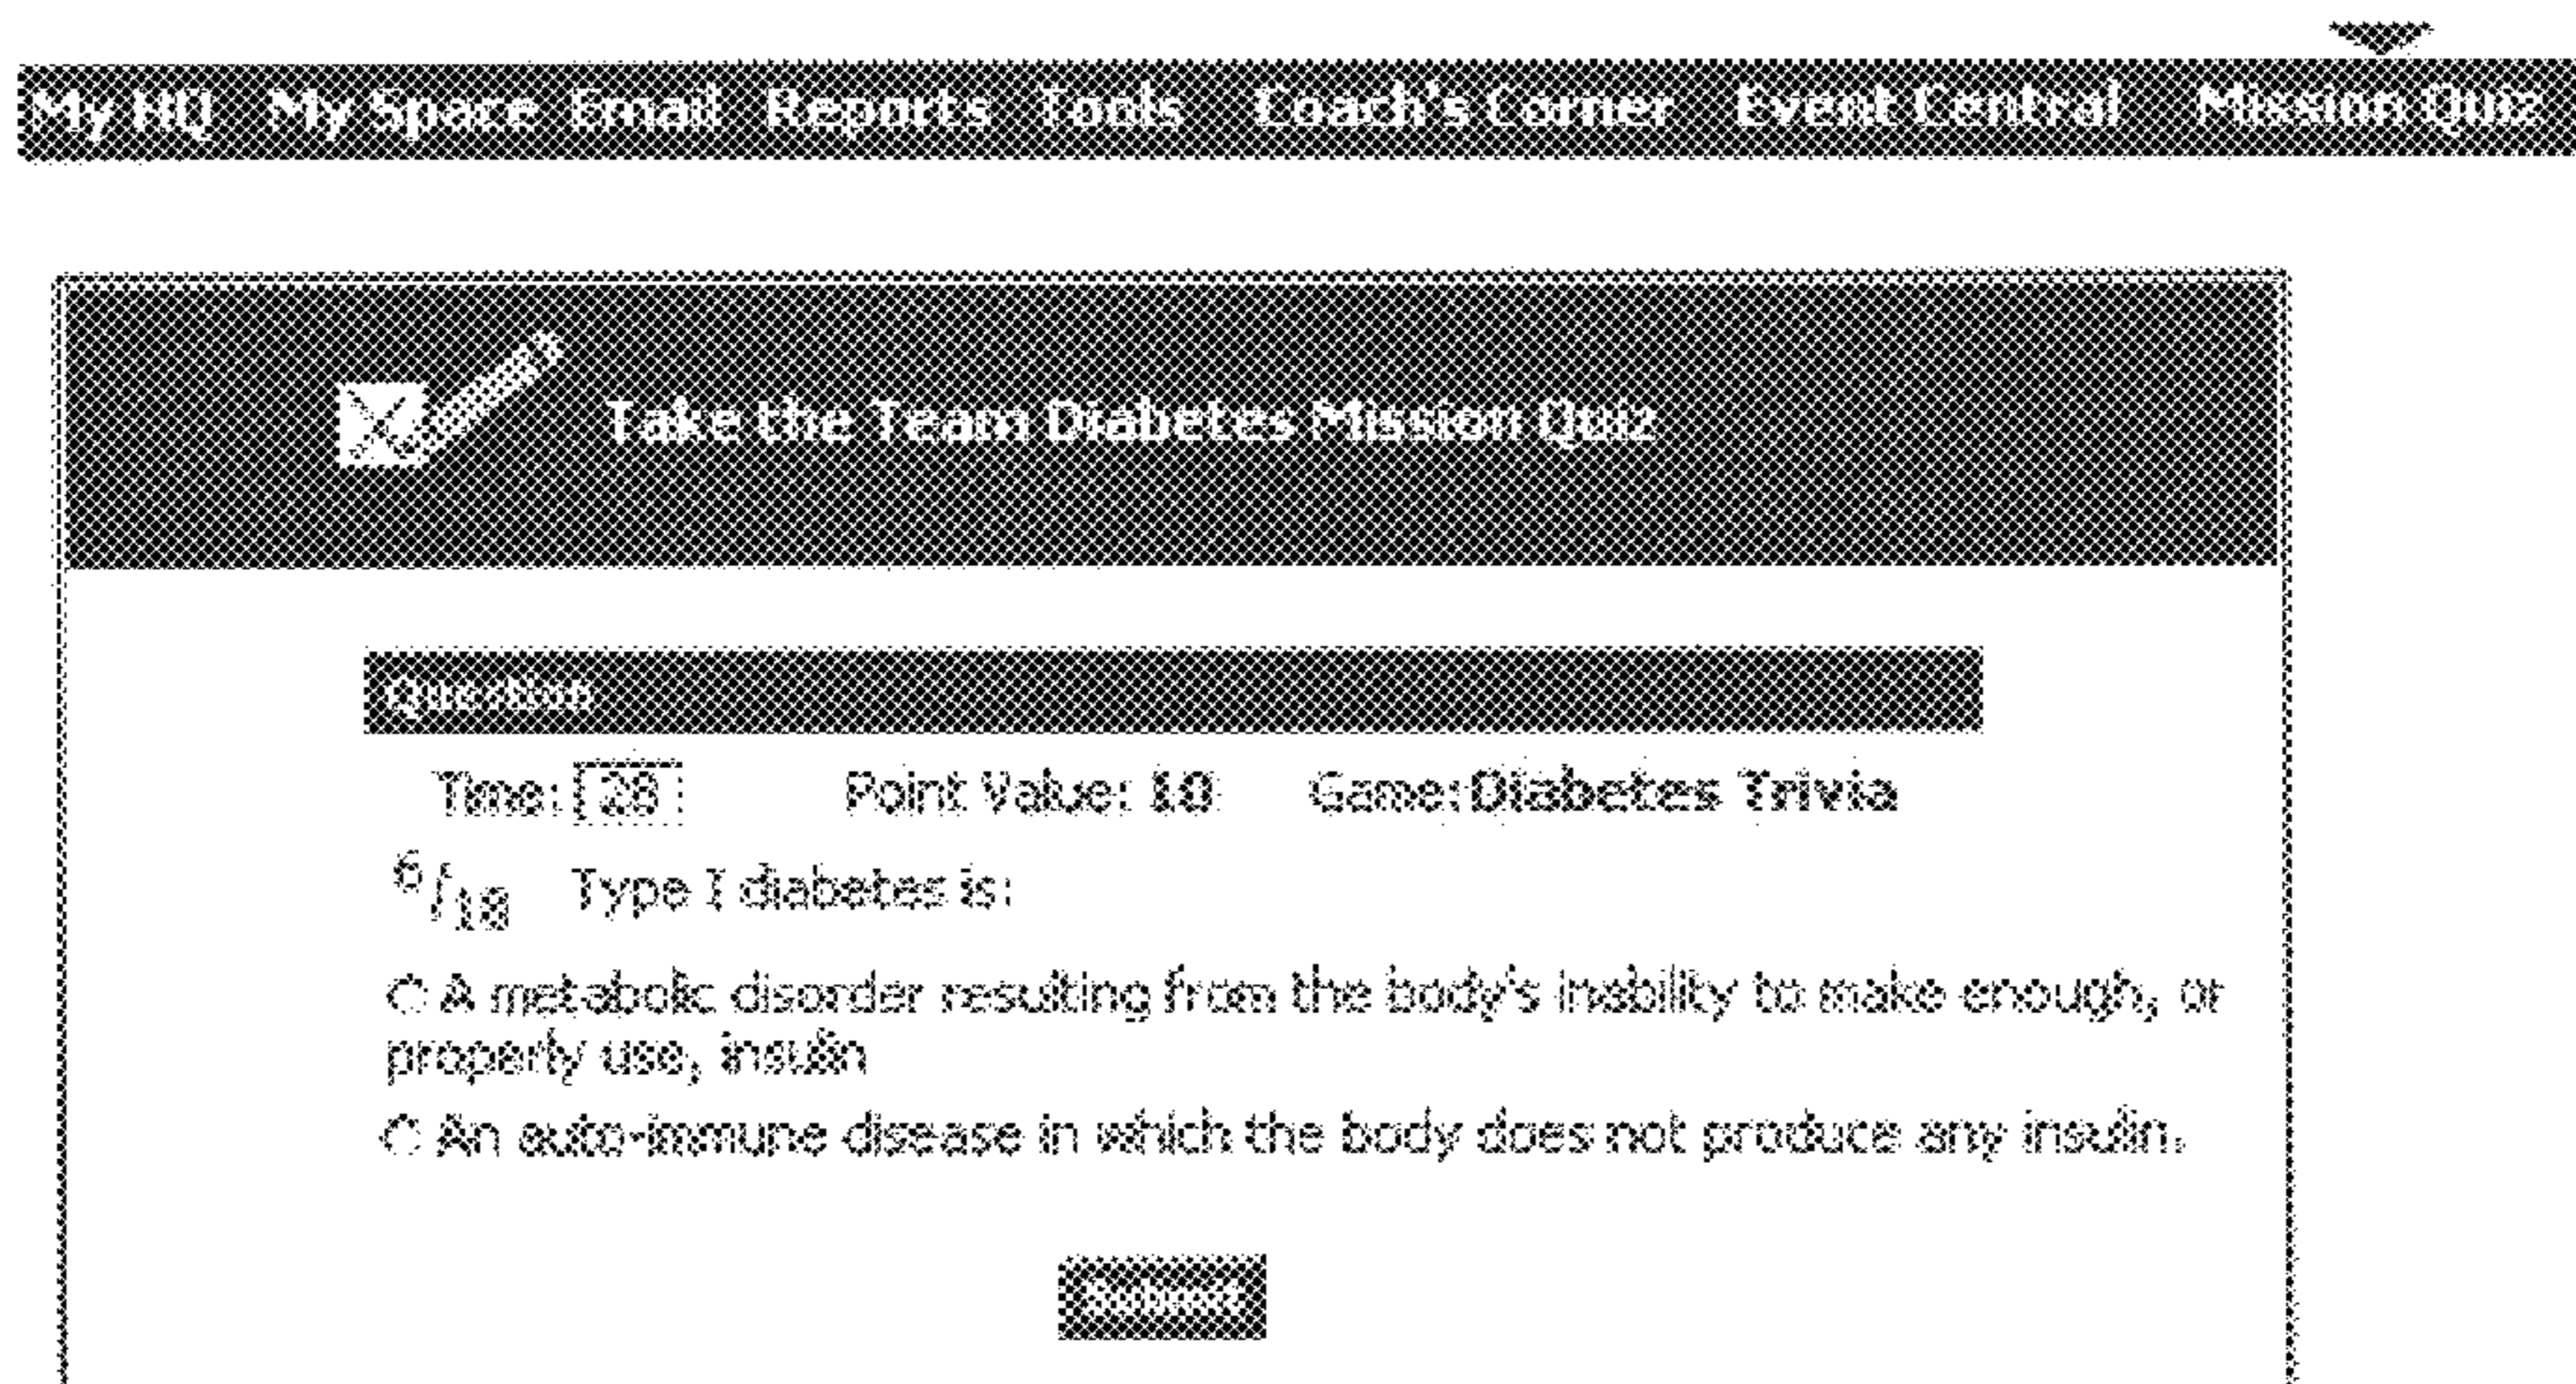 My HQ My Space Email Reports Tools Coach's Corner Event Central Mission Quiz
Take the Team Diabetes Mission Quiz
Question
Time: 28 Point Value: 10 Game: Diabetes Trivia
6/18 Type I diabetes is:
A metabolic disorder resulting from the body's inability to make enough, or
properly use, insulin
An auto-immune disease in which the body does not produce any insulin.
Submit